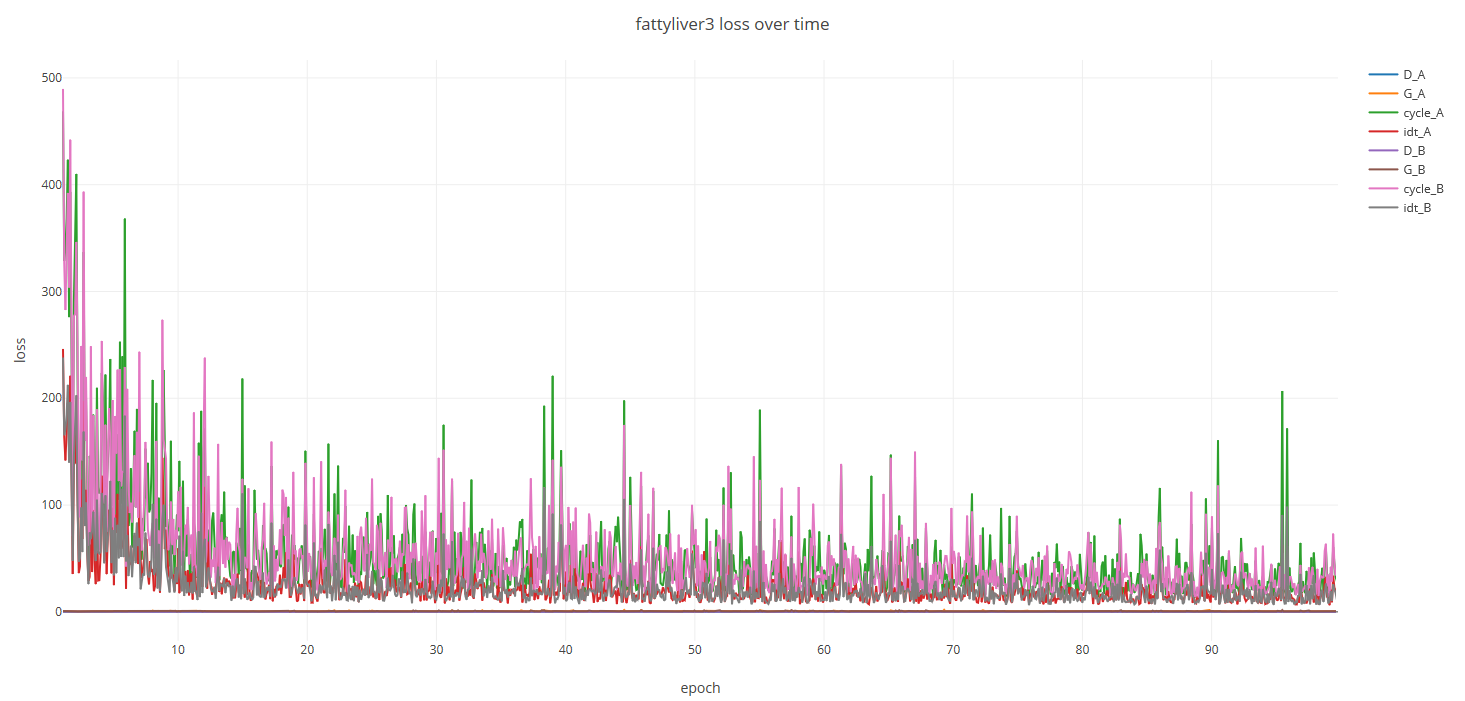 fattyliver3 loss over time
500
400
300
200
100
0
loss
10
20
30
40
50
60
70
80
90
epoch
D_A
G_A
cycle_A
idt_A
D_B
G_B
cycle_B
idt_B